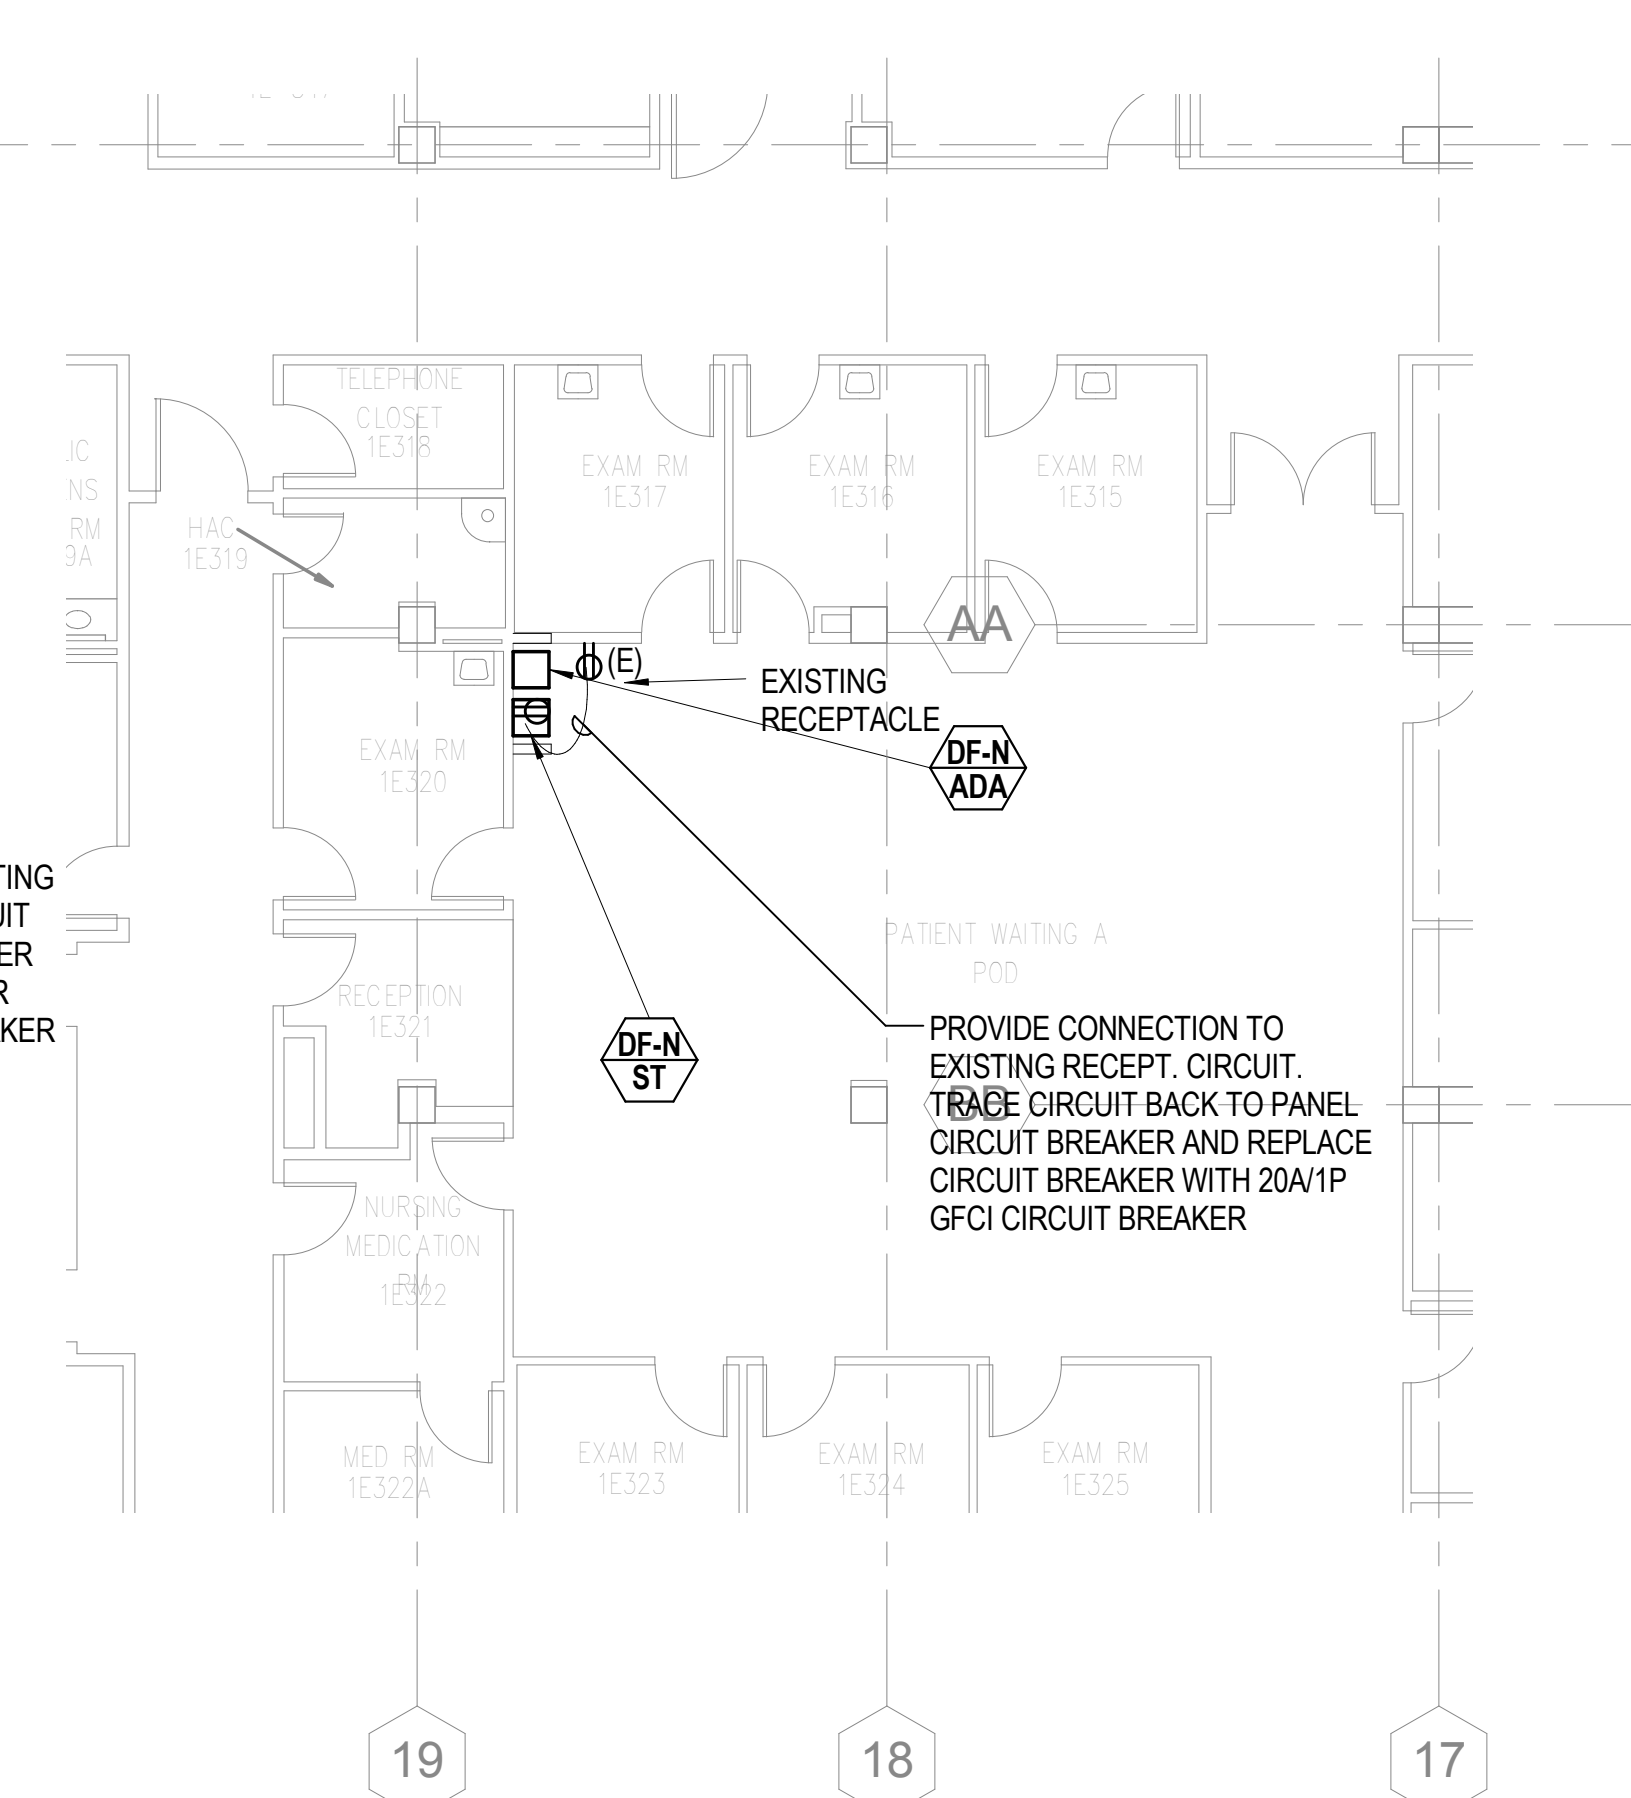 TELEPHONE
CLOSET
1E318
EXAM RM
1E317
EXAM RM
1E316
EXAM RM
1E315
RM
9A
HAC
1E319
AA
(E)
EXISTING
RECEPTACLE
DF-N
ADA
EXAM RM
1E320
TING
UIT
ER
R
KER
PATIENT WAITING A
POD
RECEPTION
1E321
DF-N
ST
PROVIDE CONNECTION TO
EXISTING RECEPT. CIRCUIT.
TRACE CIRCUIT BACK TO PANEL
CIRCUIT BREAKER AND REPLACE
CIRCUIT BREAKER WITH 20A/1P
GFCI CIRCUIT BREAKER
BB
NURSING
MEDICATION
RM
1E322
MED RM
1E322A
EXAM RM
1E323
EXAM RM
1E324
EXAM RM
1E325
19
18
17